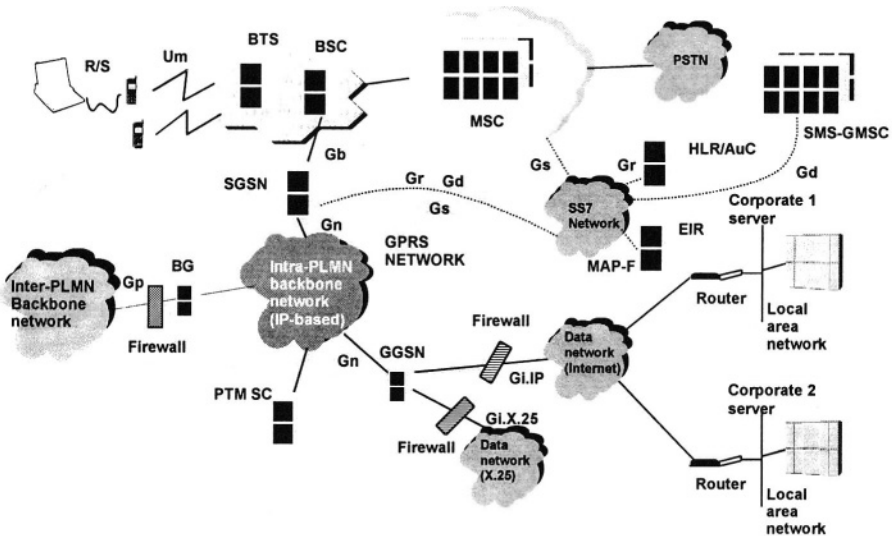 BTS
BSC
R/S
Um
PSTN
MSC
SMS-GMSC
HLR/AuC
Gb
Gs
Gr
Gd
SGSN
Gr
Gd
Gs
SS7
Network
Gn
GPRS
NETWORK
EIR
MAP-F
Corporate 1
server
Inter-PLMN
Backbone
network
Gp
BG
Firewall
Intra-PLMN
backbone
network
(IP-based)
Router
Local
area
network
Firewall
Data
network
(Internet)
Gn
GGSN
Gi.IP
PTM SC
Gi.X.25
Firewall
Data
network
(X.25)
Corporate 2
server
Router
Local
area
network